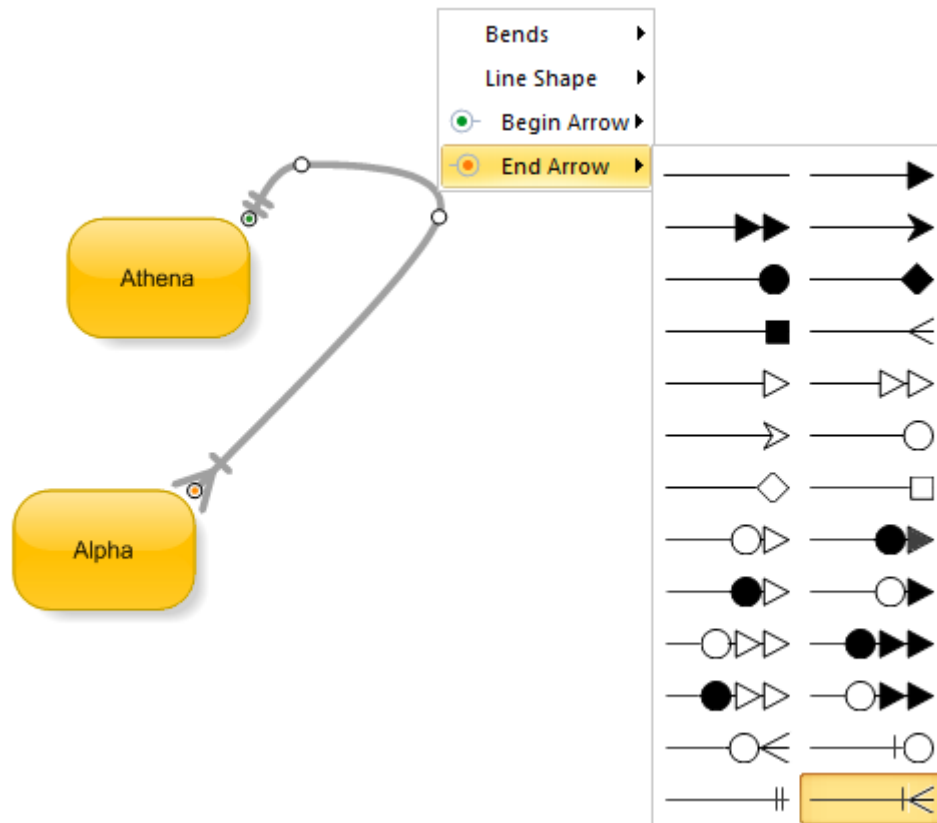 Bends
Line Shape
Begin Arrow
End Arrow
Athena
Alpha